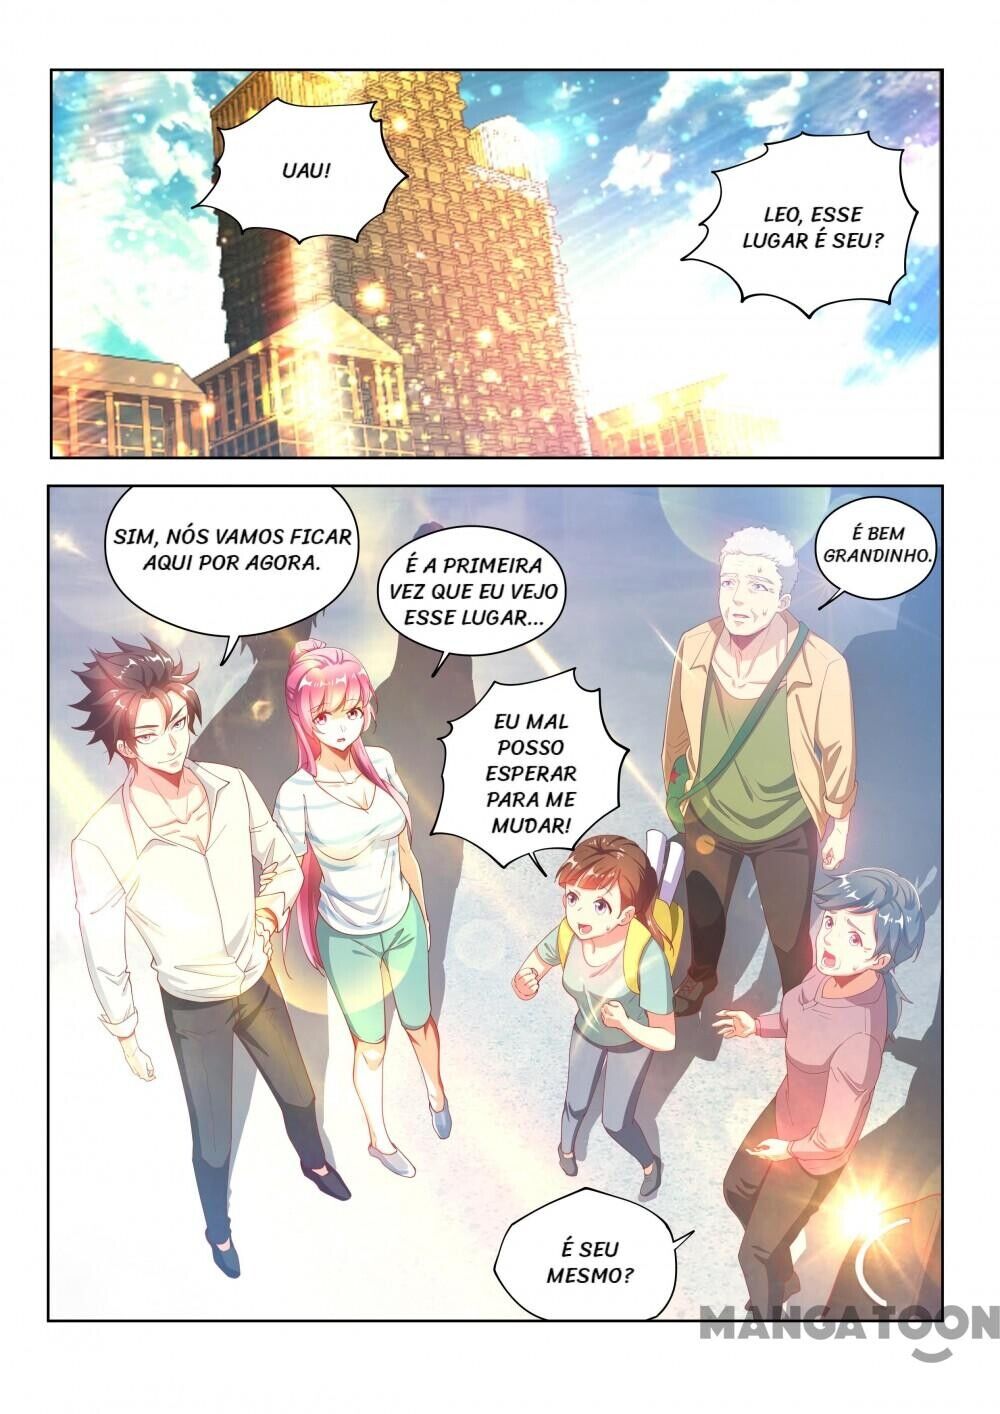 UAU!
LEO, ESSE
LUGAR É SEU?
SIM, NÓS VAMOS FICAR
AQUI POR AGORA.
É A PRIMEIRA
VEZ QUE EU VEJO
ESSE LUGAR...
É BEM
GRANDINHO.
EU MAL
POSSO
ESPERAR
PARA ME
MUDAR!
É SEU
MESMO?
MANGATOON